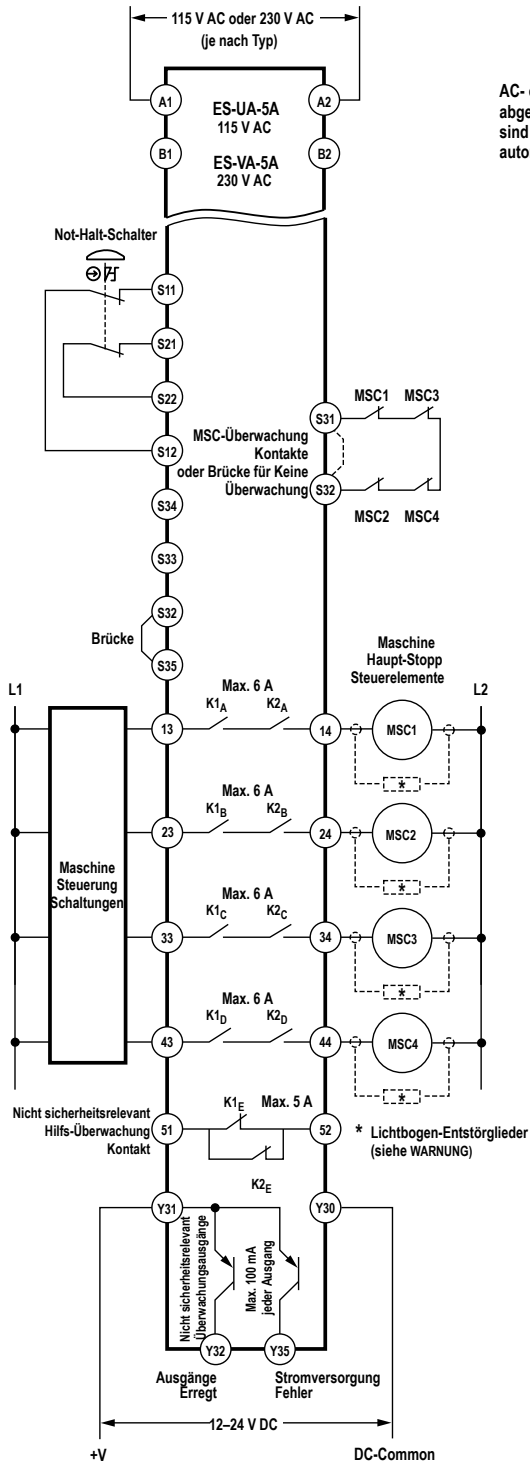 115 V AC oder 230 V AC
(je nach Typ)
AC-
abge
sind
auto
A1
ES-UA-5A
115 V AC
A2
B1
ES-VA-5A
230 V AC
B2
Not-Halt-Schalter
S11
S21
S22
S12
S34
S33
S32
S35
Brücke
MSC-Überwachung
Kontakte
oder Brücke für Keine
Überwachung
S31
S32
MSC1 MSC3
MSC2 MSC4
Maschine
Haupt-Stopp
Steuerelemente
L1
L2
Maschine
Steuerung
Schaltungen
Max. 6 A
13 K1A K2A 14 MSC1
*
Max. 6 A
23 K1B K2B 24 MSC2
*
Max. 6 A
33 K1C K2C 34 MSC3
*
Max. 6 A
43 K1D K2D 44 MSC4
*
Nicht sicherheitsrelevant
Hilfs-Überwachung
Kontakt
51 K1E Max. 5 A 52
K2E
* Lichtbogen-Entstörglieder
(siehe WARNUNG)
Y31
Y30
Nicht sicherheitsrelevant
Überwachungsausgänge
Max. 100 mA
jeder Ausgang
Y32
Y35
Ausgänge
Erregt
Stromversorgung
Fehler
12–24 V DC
+V
DC-Common